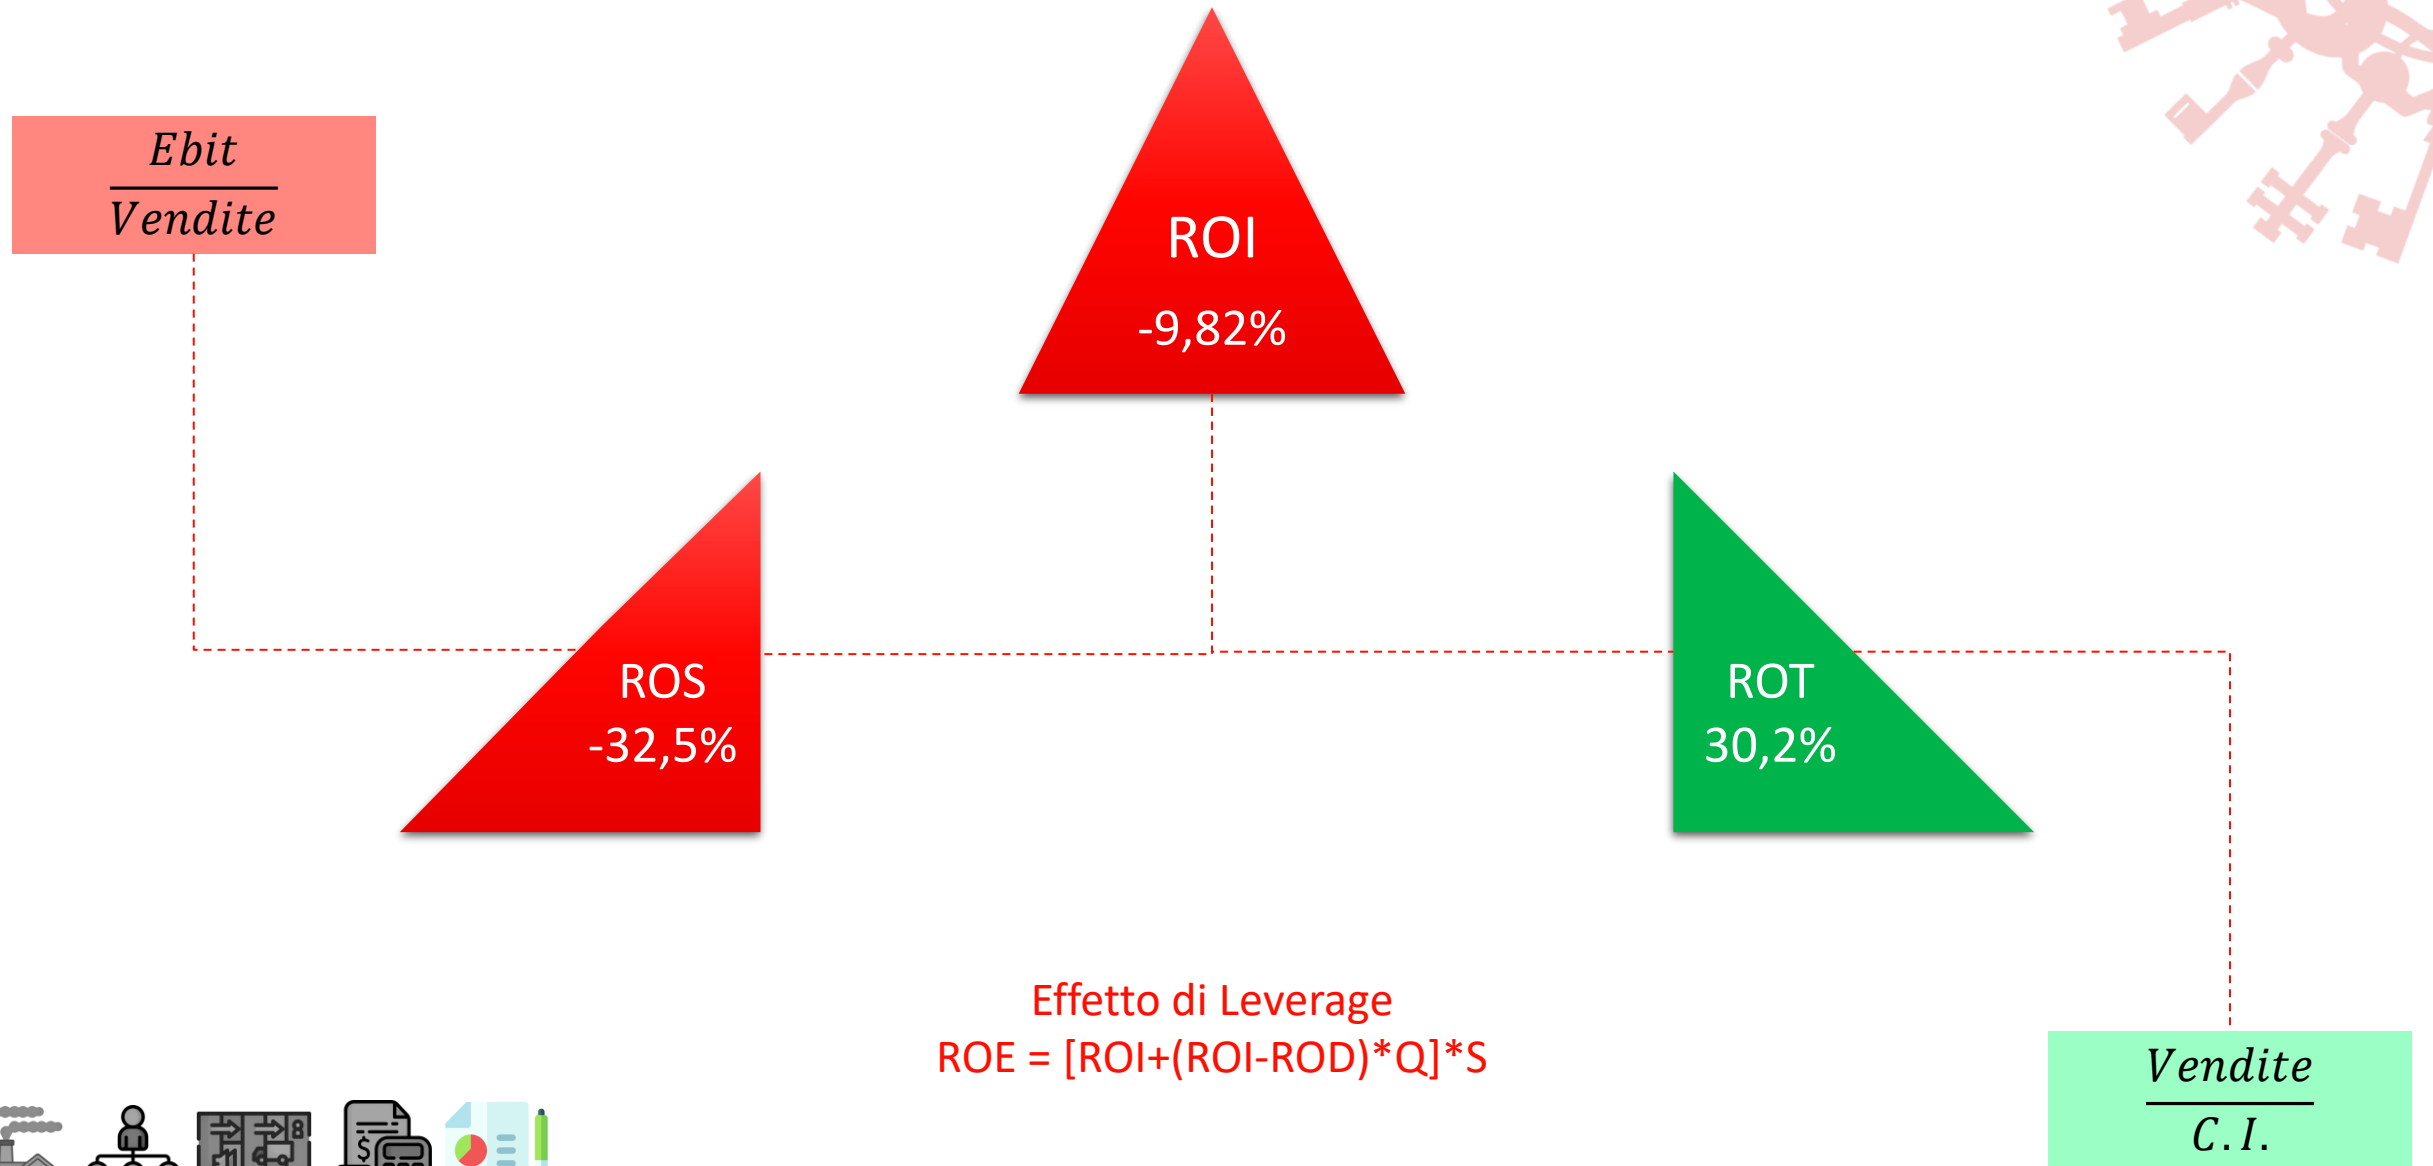 Ebit
Vendite
ROI
-9,82%
ROS
-32,5%
ROT
30,2%
Effetto di Leverage
ROE = [ROI+(ROI-ROD)*Q]*S
Vendite
C.I.
$
8